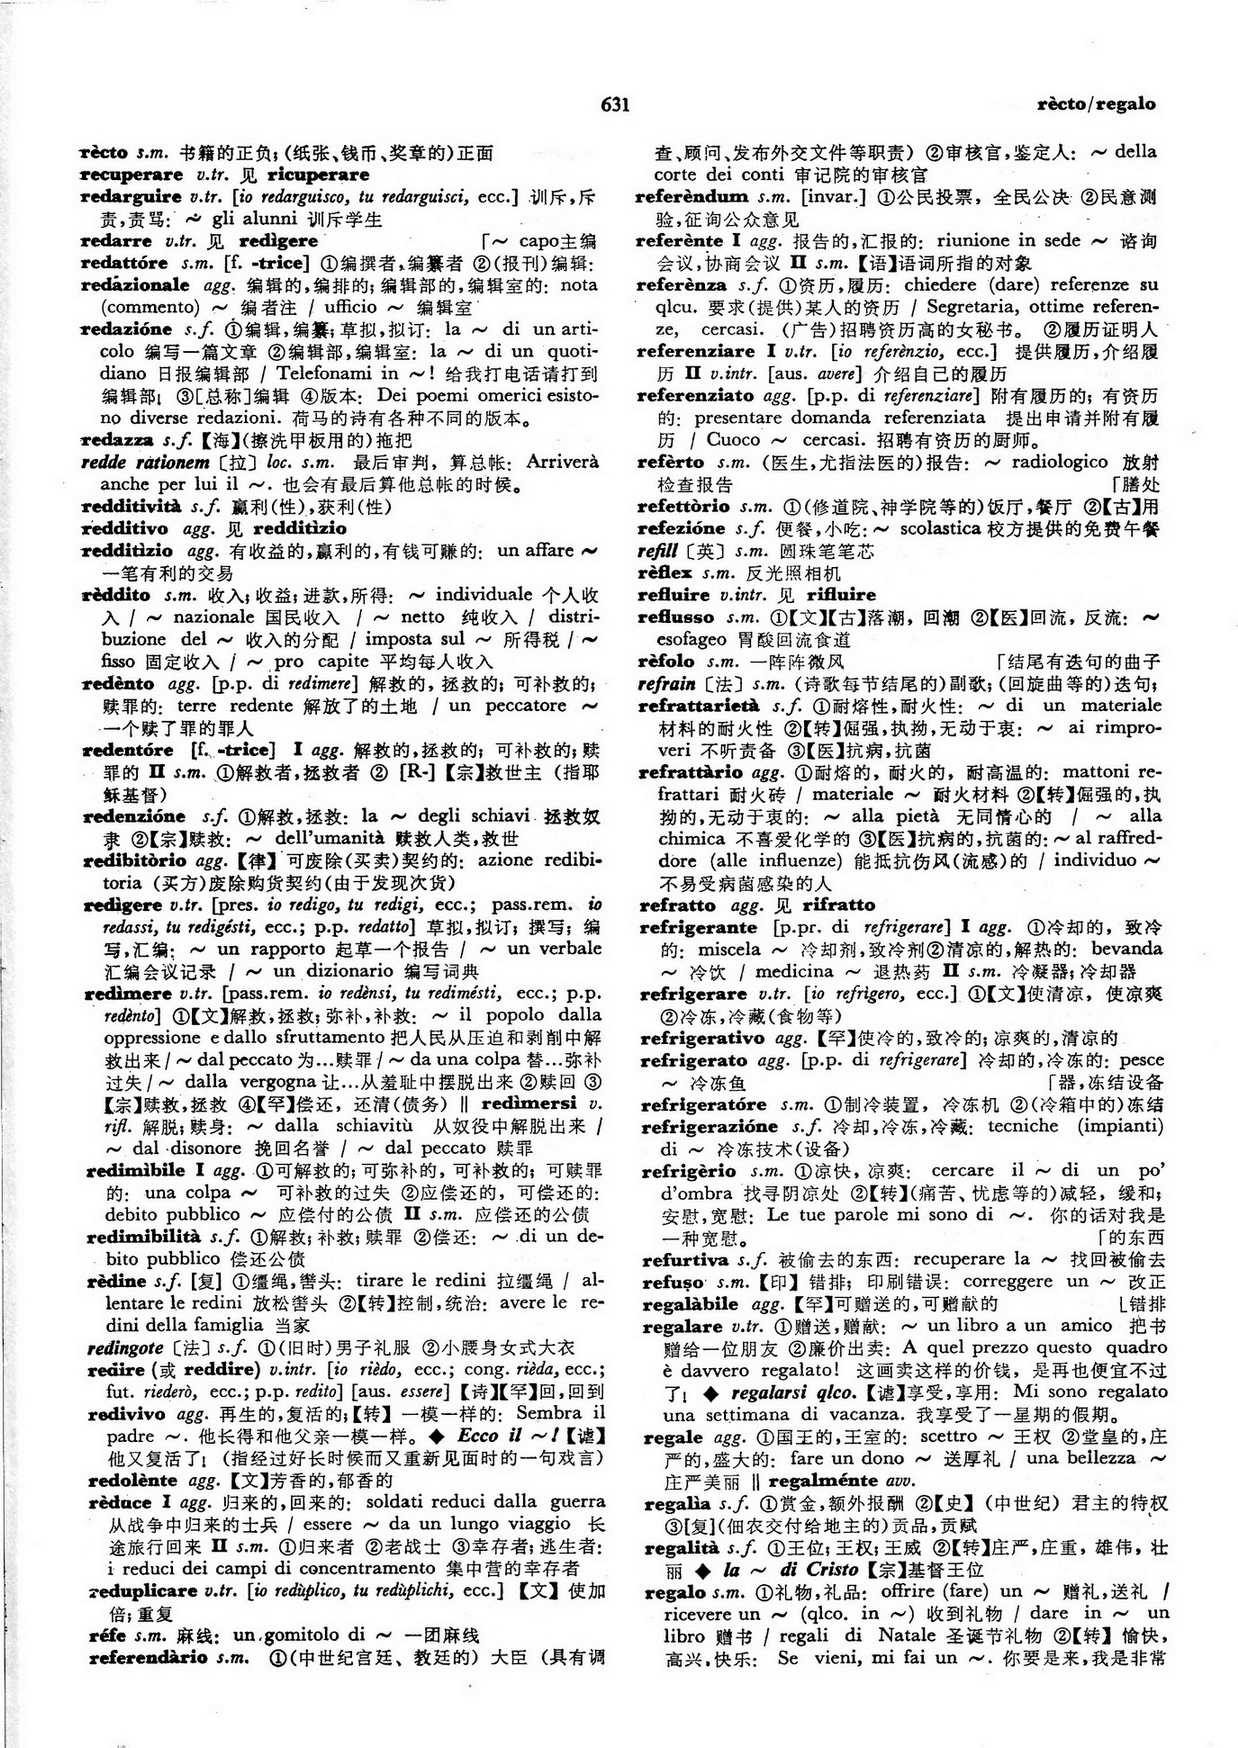 631
rècto/regalo
rècto s.m. 书籍的正负; (纸张、钱币、奖章的)正面
recuperare v.tr. 见 ricuperare
redarguire v.tr. [io redarguisco, tu redarguisci, ecc.] 训斥,斥
责,责骂: ~ gli alunni 训斥学生
redarre v.tr. 见 redìgere 「~ capo主编
redattóre s.m. [f. -trice] ①编撰者,编纂者 ②(报刊)编辑:
redazionale agg. 编辑的,编排的; 编辑部的,编辑室的: nota
(commento) ~ 编者注 / ufficio ~ 编辑室
redazióne s.f. ①编辑,编纂; 草拟,拟订: la ~ di un arti-
colo 编写一篇文章 ②编辑部,编辑室: la ~ di un quoti-
diano 日报编辑部 / Telefonami in ~! 给我打电话请打到
编辑部! ③[总称]编辑 ④版本: Dei poemi omerici esisto-
no diverse redazioni. 荷马的诗有各种不同的版本。
redazza s.f. 【海】(擦洗甲板用的)拖把
redde rationem 〔拉〕 loc. s.m. 最后审判, 算总帐: Arriverà
anche per lui il ~. 也会有最后算他总帐的时候。
redditività s.f. 赢利(性),获利(性)
redditivo agg. 见 redditìzio
redditìzio agg. 有收益的,赢利的,有钱可赚的: un affare ~
一笔有利的交易
rèddito s.m. 收入; 收益; 进款,所得: ~ individuale 个人收
入 / ~ nazionale 国民收入 / ~ netto 纯收入 / distri-
buzione del ~ 收入的分配 / imposta sul ~ 所得税 / ~
fisso 固定收入 / ~ pro capite 平均每人收入
redènto agg. [p.p. di redimere] 解救的, 拯救的; 可补救的;
赎罪的: terre redente 解放了的土地 / un peccatore ~
一个赎了罪的罪人
redentóre [f. -trice] I agg. 解救的,拯救的; 可补救的; 赎
罪的 II s.m. ①解救者,拯救者 ② [R-]【宗】救世主 (指耶
稣基督)
redenzióne s.f. ①解救,拯救: la ~ degli schiavi 拯救奴
隶 ②【宗】赎救: ~ dell'umanità 赎救人类,救世
redibitòrio agg. 【律】可废除(买卖)契约的: azione redibi-
toria (买方)废除购货契约(由于发现次货)
redìgere v.tr. [pres. io redigo, tu redigi, ecc.; pass.rem. io
redassi, tu redigésti, ecc.; p.p. redatto] 草拟,拟订; 撰写; 编
写,汇编: ~ un rapporto 起草一个报告 / ~ un verbale
汇编会议记录 / ~ un dizionario 编写词典
redìmere v.tr. [pass.rem. io redènsi, tu redimésti, ecc.; p.p.
redènto] ①【文】解救,拯救; 弥补,补救: ~ il popolo dalla
oppressione e dallo sfruttamento 把人民从压迫和剥削中解
救出来 / ~ dal peccato 为…赎罪 / ~ da una colpa 替…弥补
过失 / ~ dalla vergogna 让…从羞耻中摆脱出来 ②赎回 ③
【宗】赎救,拯救 ④【罕】偿还, 还清(债务) ‖ redìmersi v.
rifl. 解脱; 赎身: ~ dalla schiavitù 从奴役中解脱出来 /
~ dal disonore 挽回名誉 / ~ dal peccato 赎罪
redimìbile I agg. ①可解救的; 可弥补的, 可补救的; 可赎罪
的: una colpa ~ 可补救的过失 ②应偿还的, 可偿还的:
debito pubblico ~ 应偿付的公债 II s.m. 应偿还的公债
redimibilità s.f. ①解救; 补救; 赎罪 ②偿还: ~ di un de-
bito pubblico 偿还公债
rèdine s.f. [复] ①缰绳,辔头: tirare le redini 拉缰绳 / al-
lentare le redini 放松辔头 ②【转】控制,统治: avere le re-
dini della famiglia 当家
redingote 〔法〕 s.f. ①(旧时)男子礼服 ②小腰身女式大衣
redire (或 reddire) v.intr. [io rièdo, ecc.; cong. rièda, ecc.;
fut. riederò, ecc.; p.p. redito] [aus. essere]【诗】【罕】回,回到
redivivo agg. 再生的,复活的;【转】一模一样的: Sembra il
padre ~. 他长得和他父亲一模一样。◆ Ecco il ~!【谑】
他又复活了! (指经过好长时候而又重新见面时的一句戏言)
redolènte agg. 【文】芳香的,郁香的
rèduce I agg. 归来的,回来的: soldati reduci dalla guerra
从战争中归来的士兵 / essere ~ da un lungo viaggio 长
途旅行回来 II s.m. ①归来者 ②老战士 ③幸存者; 逃生者:
i reduci dei campi di concentramento 集中营的幸存者
reduplicare v.tr. [io redùplico, tu redùplichi, ecc.]【文】使加
倍; 重复
réfe s.m. 麻线: un gomitolo di ~ 一团麻线
referendàrio s.m. ①(中世纪宫廷、教廷的) 大臣 (具有调
查、顾问、发布外交文件等职责) ②审核官,鉴定人: ~ della
corte dei conti 审记院的审核官
referèndum s.m. [invar.] ①公民投票, 全民公决 ②民意测
验,征询公众意见
referènte I agg. 报告的,汇报的: riunione in sede ~ 谘询
会议,协商会议 II s.m.【语】语词所指的对象
referènza s.f. ①资历,履历: chiedere (dare) referenze su
qlcu. 要求(提供)某人的资历 / Segretaria, ottime referen-
ze, cercasi. (广告)招聘资历高的女秘书。 ②履历证明人
referenziare I v.tr. [io referènzio, ecc.] 提供履历,介绍履
历 II v.intr. [aus. avere] 介绍自己的履历
referenziato agg. [p.p. di referenziare] 附有履历的; 有资历
的: presentare domanda referenziata 提出申请并附有履
历 / Cuoco ~ cercasi. 招聘有资历的厨师。
refèrto s.m. (医生,尤指法医的)报告: ~ radiologico 放射
检查报告 「膳处
refettòrio s.m. ①(修道院、神学院等的)饭厅,餐厅 ②【古】用
refezióne s.f. 便餐,小吃: ~ scolastica 校方提供的免费午餐
refill 〔英〕 s.m. 圆珠笔笔芯
rèflex s.m. 反光照相机
refluire v.intr. 见 rifluire
reflusso s.m. ①【文】【古】落潮, 回潮 ②【医】回流, 反流: ~
esofageo 胃酸回流食道
rèfolo s.m. 一阵阵微风 「结尾有迭句的曲子
refrain 〔法〕 s.m. (诗歌每节结尾的)副歌; (回旋曲等的)迭句;
refrattarietà s.f. ①耐熔性,耐火性: ~ di un materiale
材料的耐火性 ②【转】倔强,执拗,无动于衷: ~ ai rimpro-
veri 不听责备 ③【医】抗病,抗菌
refrattàrio agg. ①耐熔的, 耐火的, 耐高温的: mattoni re-
frattari 耐火砖 / materiale ~ 耐火材料 ②【转】倔强的,执
拗的,无动于衷的: ~ alla pietà 无同情心的 / ~ alla
chimica 不喜爱化学的 ③【医】抗病的,抗菌的: ~ al raffred-
dore (alle influenze) 能抵抗伤风(流感)的 / individuo ~
不易受病菌感染的人
refratto agg. 见 rifratto
refrigerante [p.pr. di refrigerare] I agg. ①冷却的, 致冷
的: miscela ~ 冷却剂,致冷剂②清凉的,解热的: bevanda
~ 冷饮 / medicina ~ 退热药 II s.m. 冷凝器; 冷却器
refrigerare v.tr. [io refrìgero, ecc.] ①【文】使清凉, 使凉爽
②冷冻,冷藏(食物等)
refrigerativo agg. 【罕】使冷的,致冷的; 凉爽的,清凉的
refrigerato agg. [p.p. di refrigerare] 冷却的,冷冻的: pesce
~ 冷冻鱼 「器,冻结设备
refrigeratóre s.m. ①制冷装置, 冷冻机 ②(冷箱中的)冻结
refrigerazióne s.f. 冷却,冷冻,冷藏: tecniche (impianti)
di ~ 冷冻技术(设备)
refrigèrio s.m. ①凉快, 凉爽: cercare il ~ di un po'
d'ombra 找寻阴凉处 ②【转】(痛苦、忧虑等的)减轻, 缓和;
安慰,宽慰: Le tue parole mi sono di ~. 你的话对我是
一种宽慰。 「的东西
refurtiva s.f. 被偷去的东西: recuperare la ~ 找回被偷去
refuso s.m.【印】错排; 印刷错误: correggere un ~ 改正
regalàbile agg. 【罕】可赠送的,可赠献的 ⌊错排
regalare v.tr. ①赠送,赠献: ~ un libro a un amico 把书
赠给一位朋友 ②廉价出卖: A quel prezzo questo quadro
è davvero regalato! 这画卖这样的价钱, 是再也便宜不过
了! ◆ regalarsi qlco.【谑】享受,享用: Mi sono regalato
una settimana di vacanza. 我享受了一星期的假期。
regale agg. ①国王的,王室的: scettro ~ 王权 ②堂皇的,庄
严的,盛大的: fare un dono ~ 送厚礼 / una bellezza ~
庄严美丽 ‖ regalménte avv.
regalìa s.f. ①赏金,额外报酬 ②【史】(中世纪) 君主的特权
③[复](佃农交付给地主的)贡品,贡赋
regalità s.f. ①王位; 王权; 王威 ②【转】庄严,庄重, 雄伟, 壮
丽 ◆ la ~ di Cristo【宗】基督王位
regalo s.m. ①礼物,礼品: offrire (fare) un ~ 赠礼,送礼 /
ricevere un ~ (qlco. in ~) 收到礼物 / dare in ~ un
libro 赠书 / regali di Natale 圣诞节礼物 ②【转】愉快,
高兴,快乐: Se vieni, mi fai un ~. 你要是来,我是非常